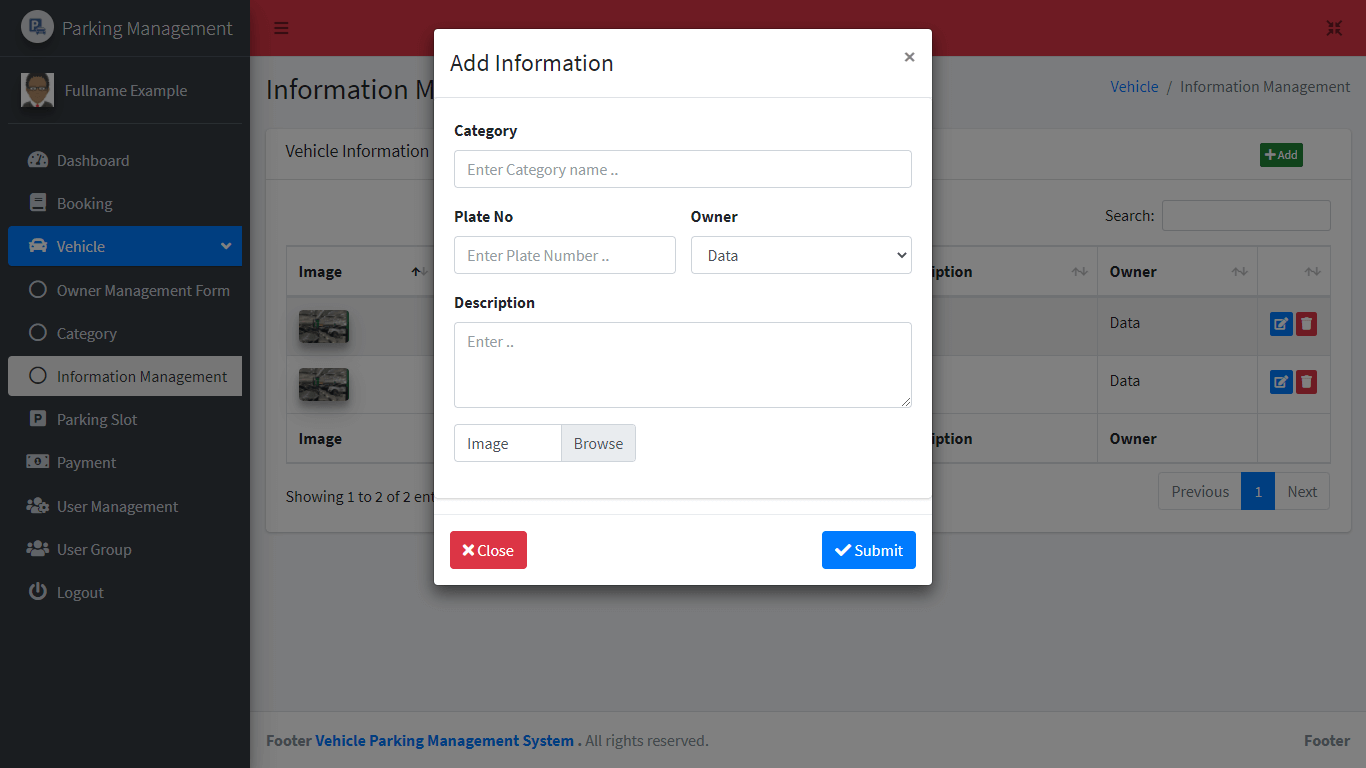 Parking Management
Fullname Example
Dashboard
Booking
Vehicle
Owner Management Form
Category
Information Management
Parking Slot
Payment
User Management
User Group
Logout
Information M
Vehicle / Information Management
Vehicle Information
Add
Search:
Image
iption
Owner
Data
Data
Image
iption
Owner
Showing 1 to 2 of 2 ent
Previous 1 Next
Add Information ×
Category
Enter Category name ..
Plate No Owner
Enter Plate Number .. Data
Description
Enter ..
Image Browse
Close Submit
Footer Vehicle Parking Management System . All rights reserved. Footer